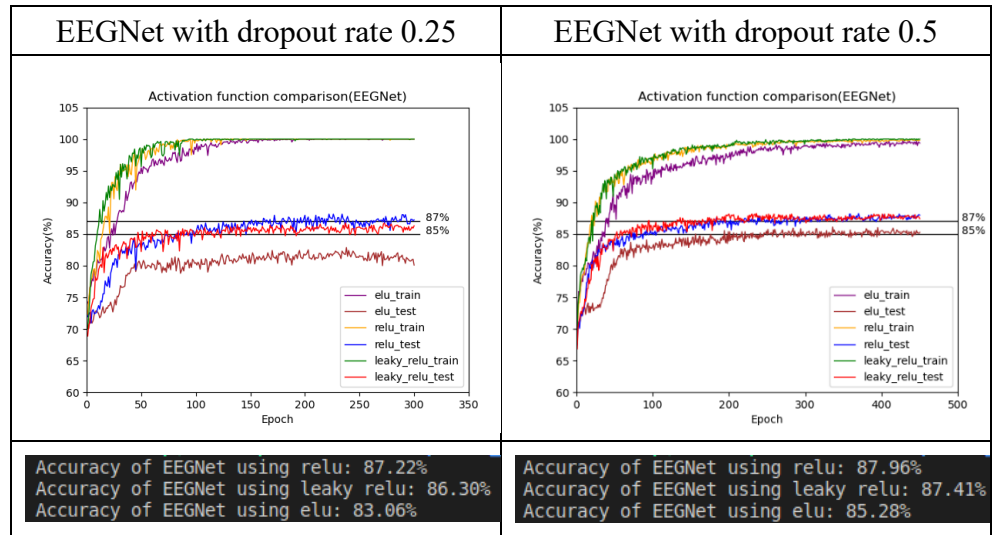 EEGNet with dropout rate 0.25
EEGNet with dropout rate 0.5
Activation function comparison(EEGNet)
105
100
95
90
85
80
75
70
65
60
Accuracy(%)
87%
85%
elu_train
elu_test
relu_train
relu_test
leaky_relu_train
leaky_relu_test
0
50
100
150
200
250
300
350
Epoch
Activation function comparison(EEGNet)
105
100
95
90
85
80
75
70
65
60
Accuracy(%)
87%
85%
elu_train
elu_test
relu_train
relu_test
leaky_relu_train
leaky_relu_test
0
100
200
300
400
500
Epoch
Accuracy of EEGNet using relu: 87.22%
Accuracy of EEGNet using leaky relu: 86.30%
Accuracy of EEGNet using elu: 83.06%
Accuracy of EEGNet using relu: 87.96%
Accuracy of EEGNet using leaky relu: 87.41%
Accuracy of EEGNet using elu: 85.28%